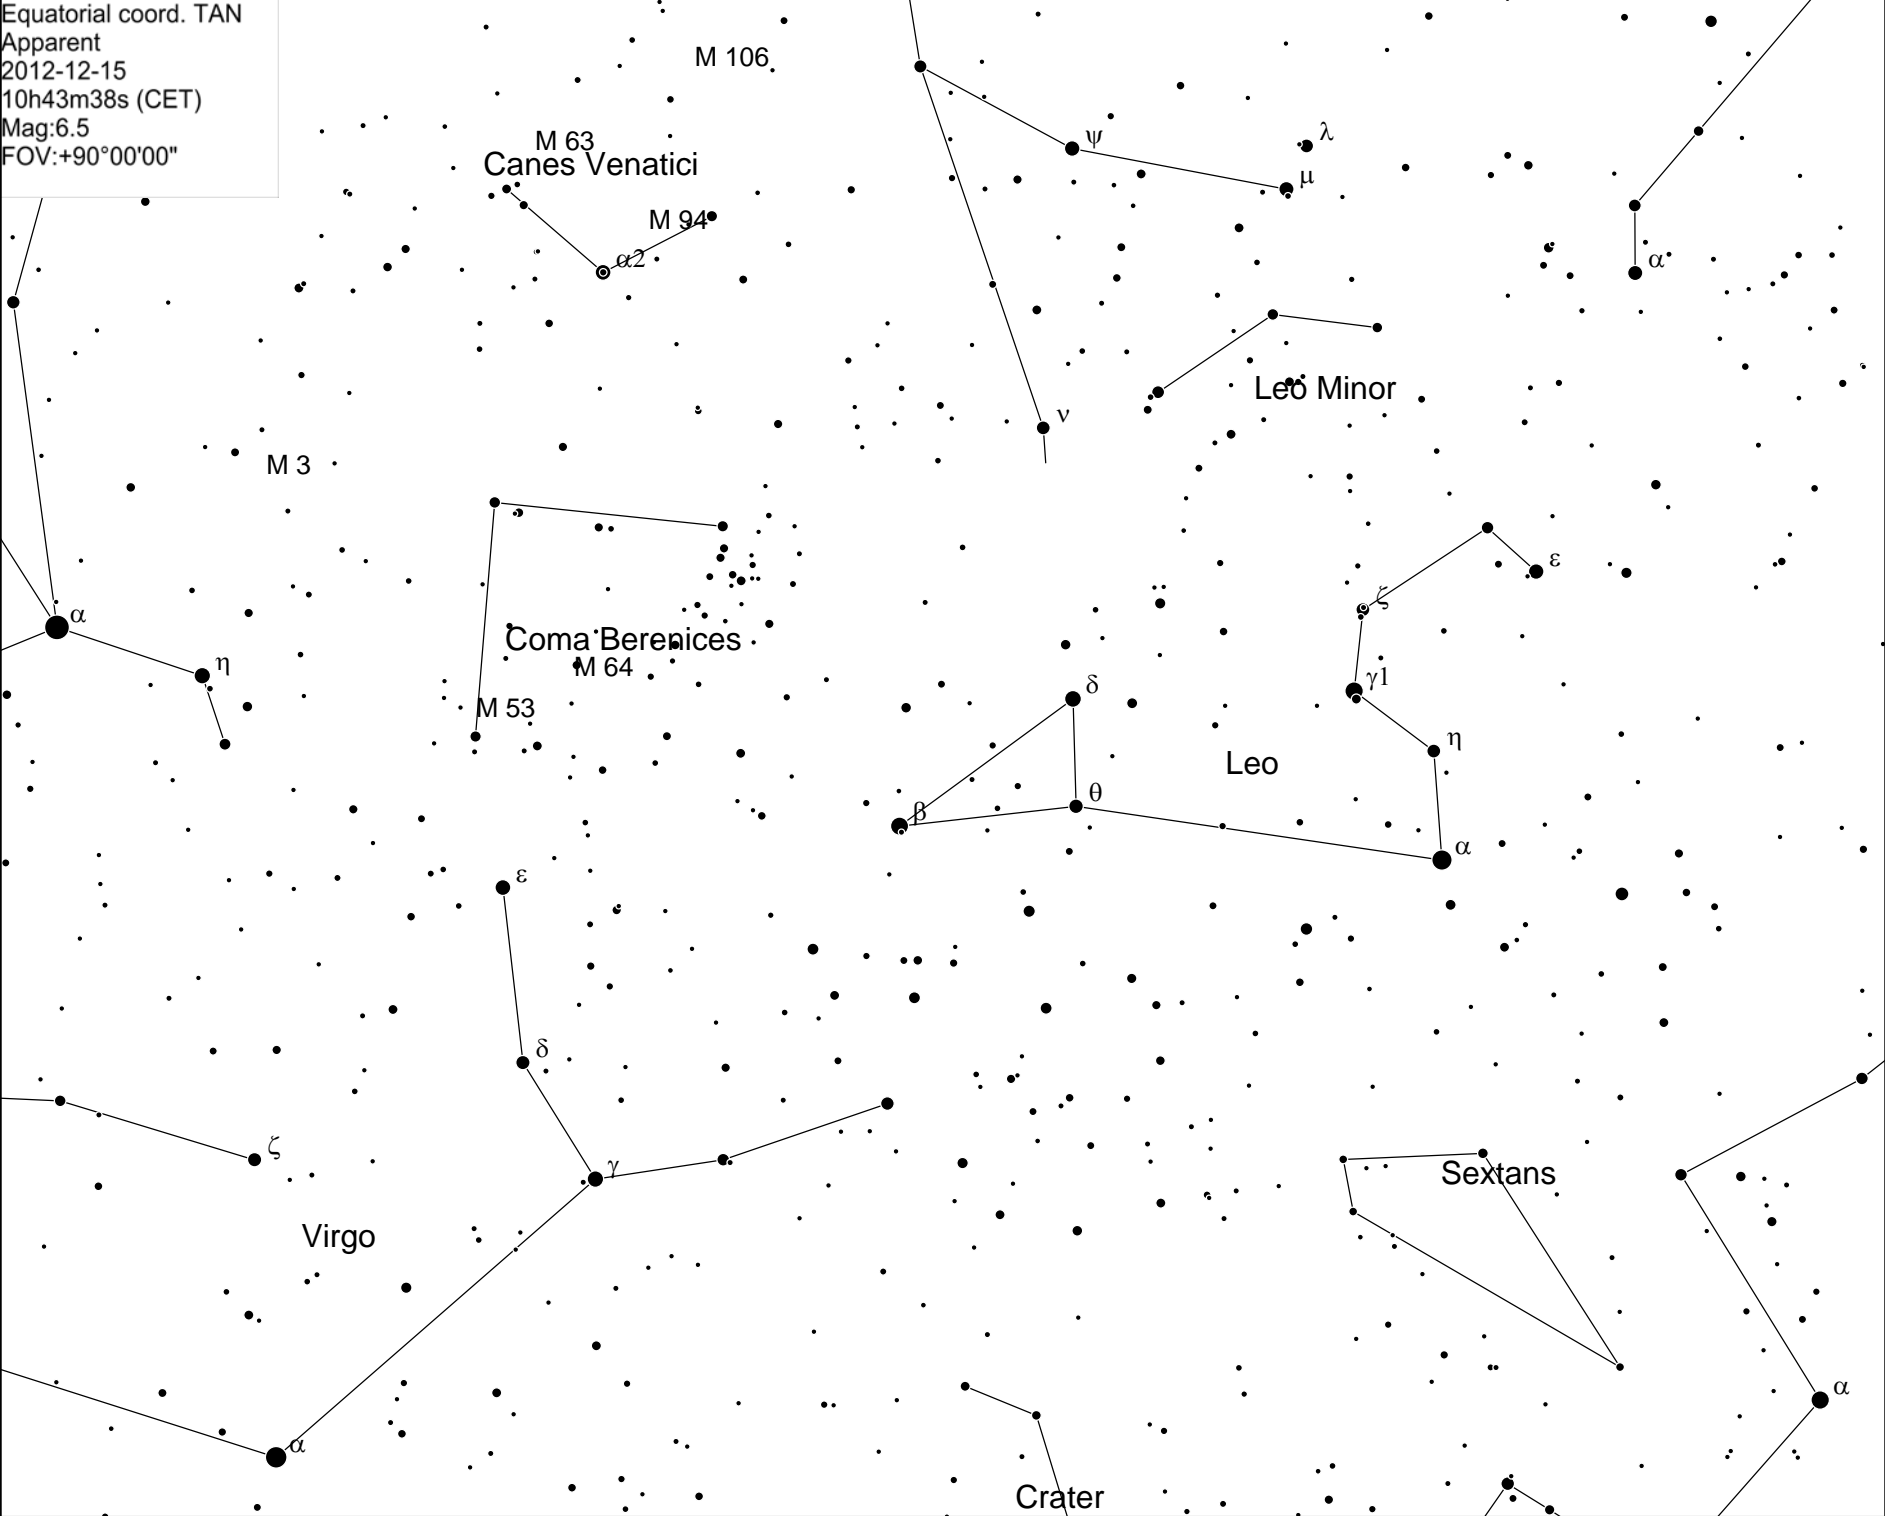 Equatorial coord. TAN
Apparent
2012-12-15
10h43m38s (CET)
Mag:6.5
FOV:+90°00'00"
M 106
M 63
Canes Venatici
M 94
α2
ψ
λ
μ
α
Leo Minor
ν
M 3
ε
ζ
α
Coma Berenices
η
M 64
δ
γ1
M 53
η
Leo
θ
β
α
ε
δ
ζ
γ
Sextans
Virgo
α
α
Crater